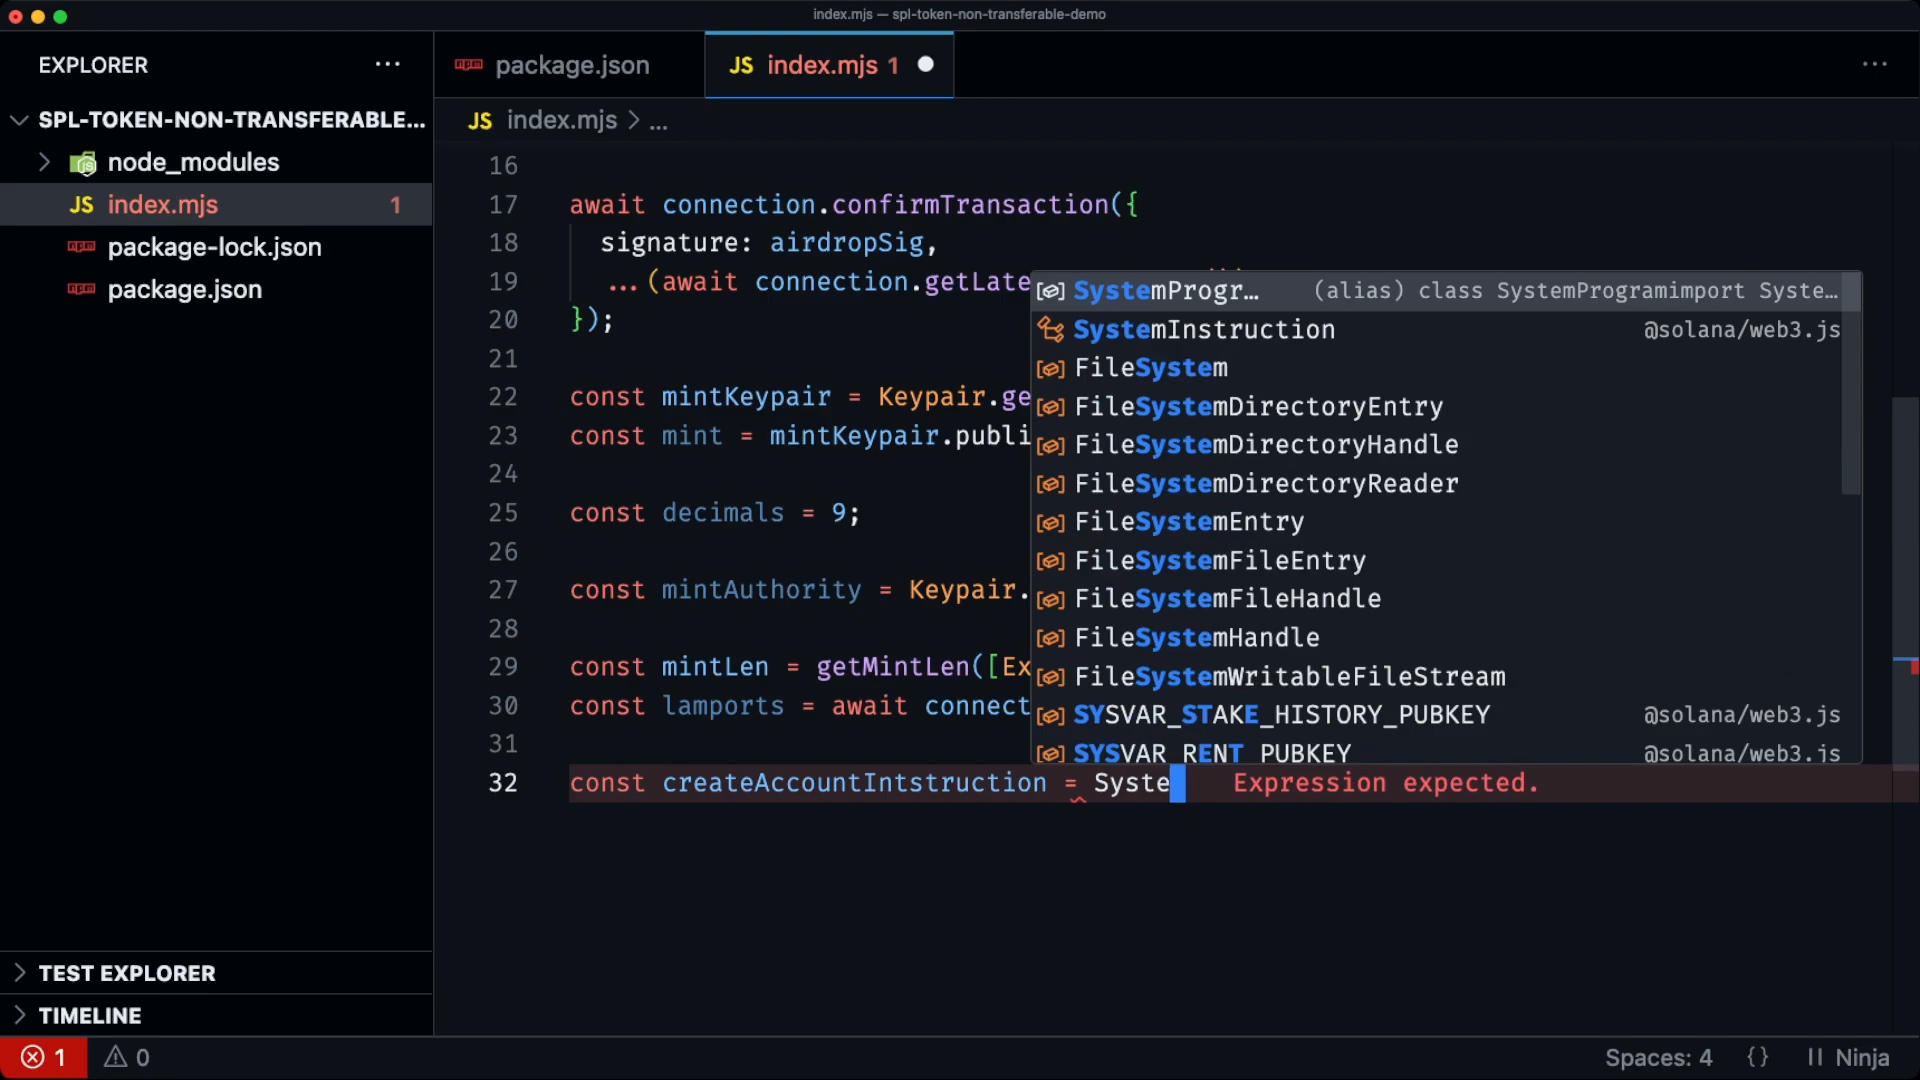 index.mjs — spl-token-non-transferable-demo
EXPLORER
package.json
JS index.mjs 1
SPL-TOKEN-NON-TRANSFERABLE...
node_modules
JS index.mjs 1
package-lock.json
package.json
JS index.mjs > ...
16
17 await connection.confirmTransaction({
18 signature: airdropSig,
19 ...(await connection.getLate
20 });
21
22 const mintKeypair = Keypair.ge
23 const mint = mintKeypair.publi
24
25 const decimals = 9;
26
27 const mintAuthority = Keypair.
28
29 const mintLen = getMintLen([Ex
30 const lamports = await connect
31
32 const createAccountIntstruction = Syste Expression expected.
SystemProgr... (alias) class SystemProgramimport Syste...
SystemInstruction @solana/web3.js
FileSystem
FileSystemDirectoryEntry
FileSystemDirectoryHandle
FileSystemDirectoryReader
FileSystemEntry
FileSystemFileEntry
FileSystemFileHandle
FileSystemHandle
FileSystemWritableFileStream
SYSVAR_STAKE_HISTORY_PUBKEY @solana/web3.js
SYSVAR_RENT_PUBKEY @solana/web3.js
TEST EXPLORER
TIMELINE
1 0
Spaces: 4 {} Ninja